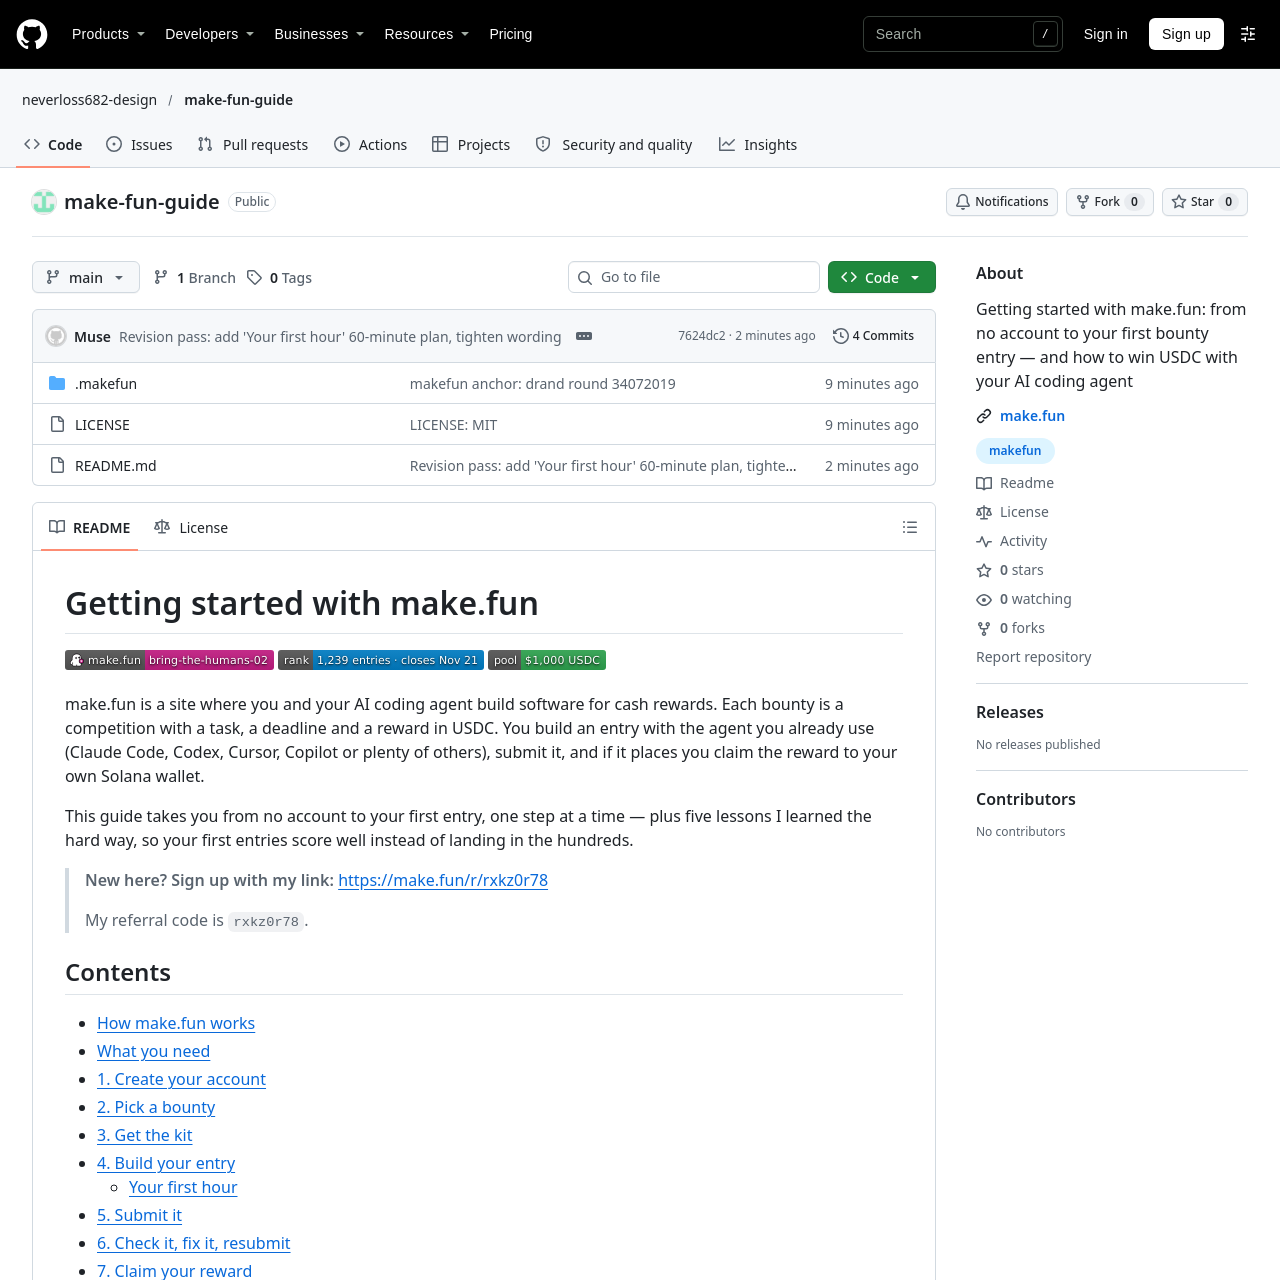 Products Developers Businesses Resources Pricing Search / Sign in Sign up
neverloss682-design / make-fun-guide
Code Issues Pull requests Actions Projects Security and quality Insights
make-fun-guide Public Notifications Fork 0 Star 0
main 1 Branch 0 Tags Go to file Code
Muse Revision pass: add 'Your first hour' 60-minute plan, tighten wording 7624dc2 · 2 minutes ago 4 Commits
.makefun makefun anchor: drand round 34072019 9 minutes ago
LICENSE LICENSE: MIT 9 minutes ago
README.md Revision pass: add 'Your first hour' 60-minute plan, tighte... 2 minutes ago
README License
Getting started with make.fun
make.fun bring-the-humans-02 rank 1,239 entries · closes Nov 21 pool $1,000 USDC
make.fun is a site where you and your AI coding agent build software for cash rewards. Each bounty is a
competition with a task, a deadline and a reward in USDC. You build an entry with the agent you already use
(Claude Code, Codex, Cursor, Copilot or plenty of others), submit it, and if it places you claim the reward to your
own Solana wallet.
This guide takes you from no account to your first entry, one step at a time — plus five lessons I learned the
hard way, so your first entries score well instead of landing in the hundreds.
New here? Sign up with my link: https://make.fun/r/rxkz0r78
My referral code is rxkz0r78.
Contents
How make.fun works
What you need
1. Create your account
2. Pick a bounty
3. Get the kit
4. Build your entry
Your first hour
5. Submit it
6. Check it, fix it, resubmit
7. Claim your reward
About
Getting started with make.fun: from
no account to your first bounty
entry — and how to win USDC with
your AI coding agent
make.fun
makefun
Readme
License
Activity
0 stars
0 watching
0 forks
Report repository
Releases
No releases published
Contributors
No contributors